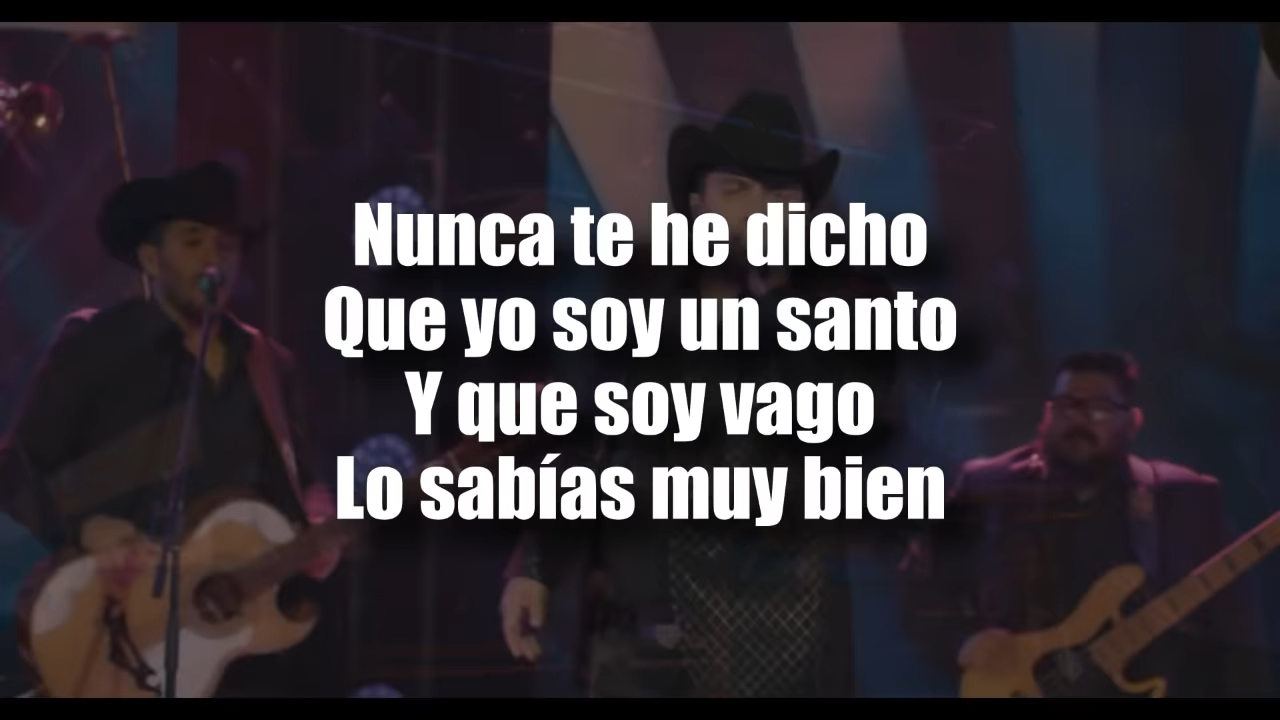 Nunca te he dicho
Que yo soy un santo
Y que soy vago
Lo sabías muy bien